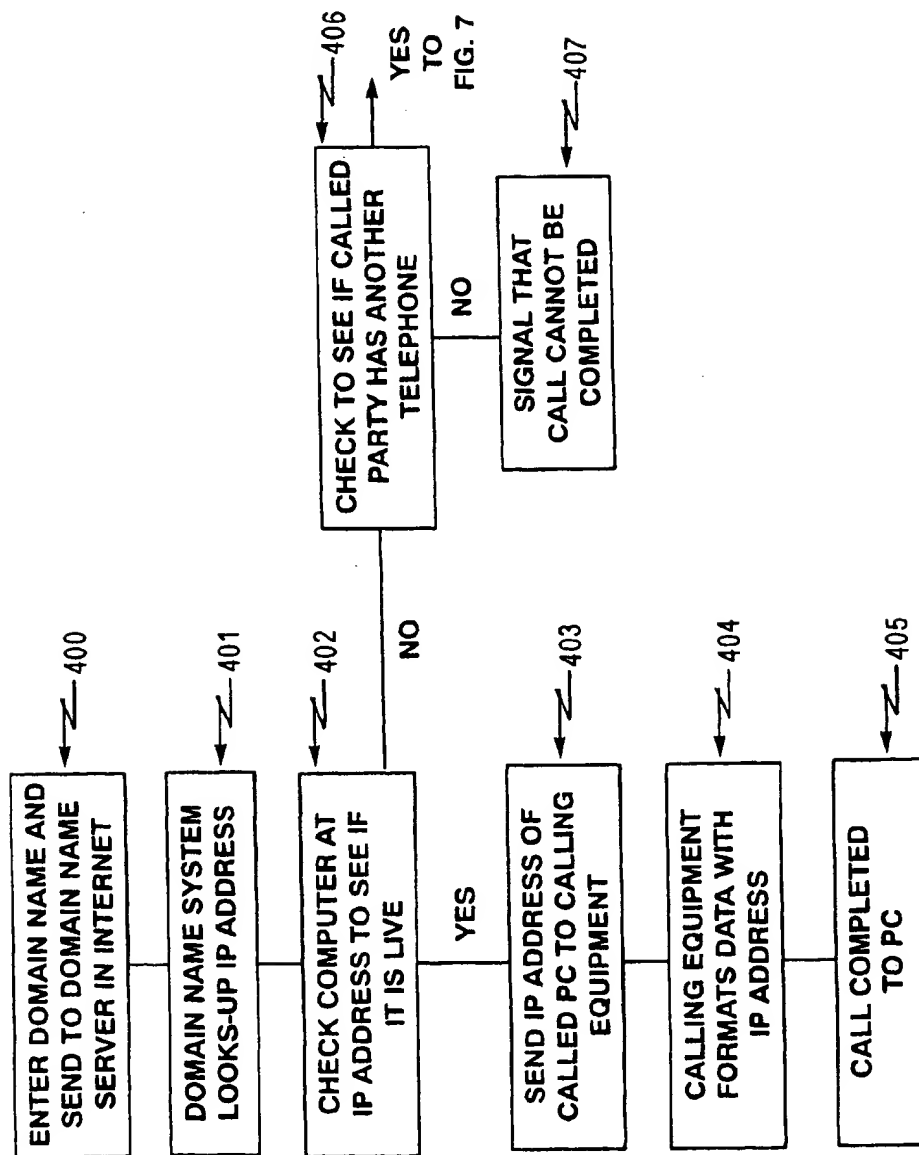 ENTER DOMAIN NAME AND
SEND TO DOMAIN NAME
SERVER IN INTERNET
400
DOMAIN NAME SYSTEM
LOOKS-UP IP ADDRESS
401
CHECK COMPUTER AT
IP ADDRESS TO SEE IF
IT IS LIVE
402
NO
YES
CHECK TO SEE IF CALLED
PARTY HAS ANOTHER
TELEPHONE
406
YES
TO
FIG. 7
NO
SIGNAL THAT
CALL CANNOT BE
COMPLETED
407
SEND IP ADDRESS OF
CALLED PC TO CALLING
EQUIPMENT
403
CALLING EQUIPMENT
FORMATS DATA WITH
IP ADDRESS
404
CALL COMPLETED
TO PC
405